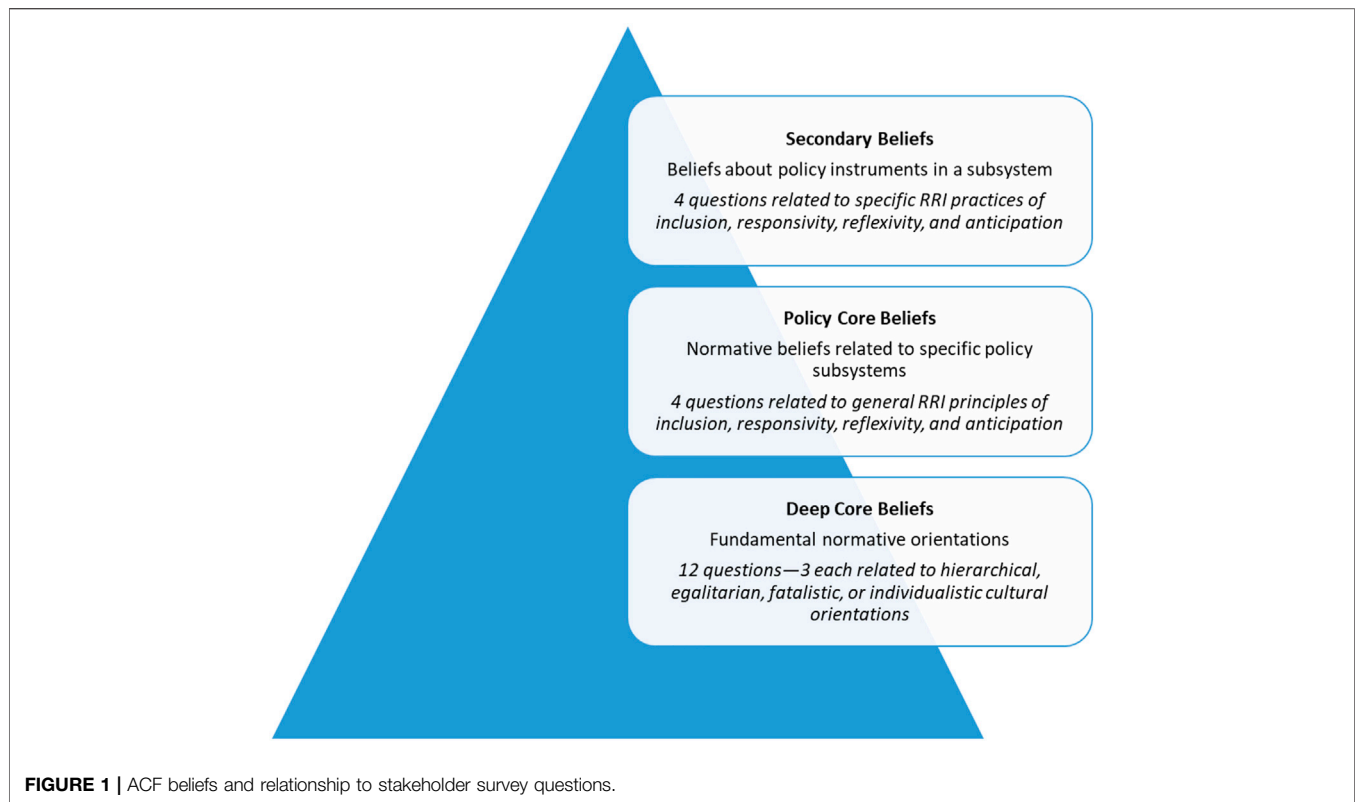 Secondary Beliefs
Beliefs about policy instruments in a subsystem
4 questions related to specific RRI practices of
inclusion, responsivity, reflexivity, and anticipation
Policy Core Beliefs
Normative beliefs related to specific policy
subsystems
4 questions related to general RRI principles of
inclusion, responsivity, reflexivity, and anticipation
Deep Core Beliefs
Fundamental normative orientations
12 questions—3 each related to hierarchical,
egalitarian, fatalistic, or individualistic cultural
orientations
FIGURE 1 | ACF beliefs and relationship to stakeholder survey questions.